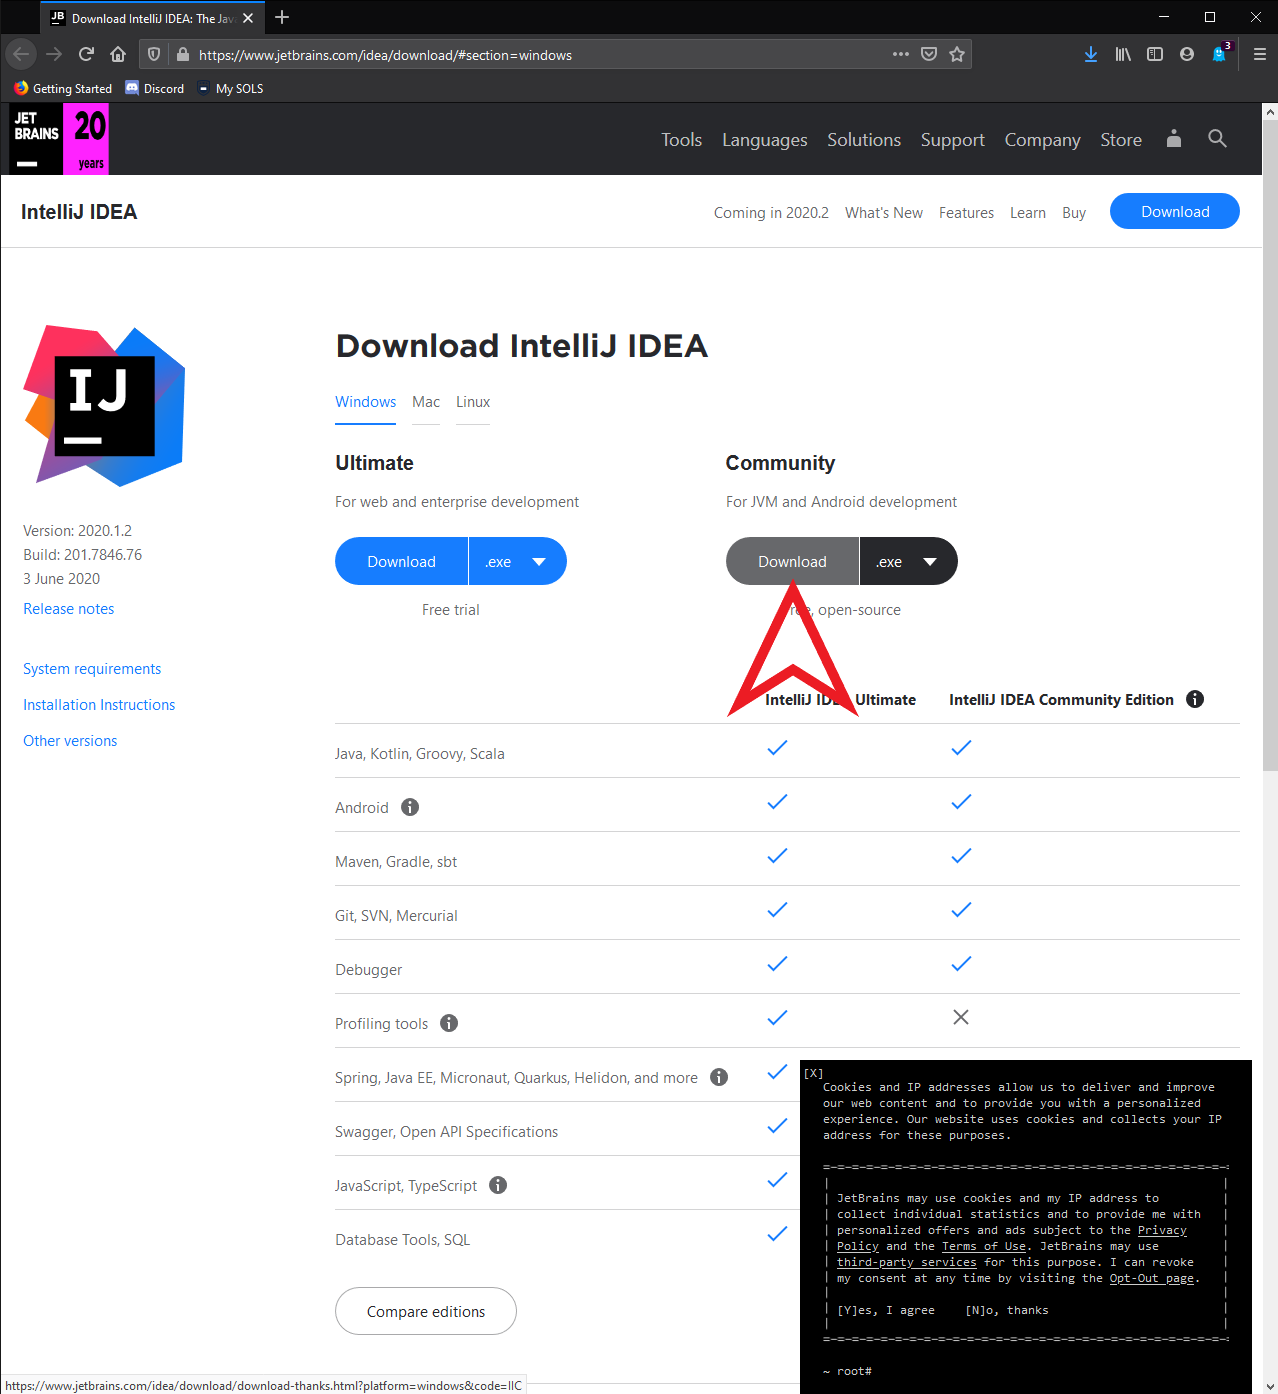 JB Download IntelliJ IDEA: The Jav
https://www.jetbrains.com/idea/download/#section=windows
3
Getting Started Discord My SOLS
JET BRAINS 20 years
Tools Languages Solutions Support Company Store
IntelliJ IDEA
Coming in 2020.2 What's New Features Learn Buy Download
IJ
Download IntelliJ IDEA
Windows Mac Linux
Ultimate
For web and enterprise development
Download .exe
Free trial
Community
For JVM and Android development
Download .exe
open-source
Version: 2020.1.2
Build: 201.7846.76
3 June 2020
Release notes
System requirements
Installation Instructions
Other versions
IntelliJ IDEA Ultimate IntelliJ IDEA Community Edition
Java, Kotlin, Groovy, Scala
Android
Maven, Gradle, sbt
Git, SVN, Mercurial
Debugger
Profiling tools
Spring, Java EE, Micronaut, Quarkus, Helidon, and more
Swagger, Open API Specifications
JavaScript, TypeScript
Database Tools, SQL
Compare editions
[X]
Cookies and IP addresses allow us to deliver and improve
our web content and to provide you with a personalized
experience. Our website uses cookies and collects your IP
address for these purposes.
JetBrains may use cookies and my IP address to
collect individual statistics and to provide me with
personalized offers and ads subject to the Privacy
Policy and the Terms of Use. JetBrains may use
third-party services for this purpose. I can revoke
my consent at any time by visiting the Opt-Out page.
[Y]es, I agree [N]o, thanks
~ root#
https://www.jetbrains.com/idea/download/download-thanks.html?platform=windows&code=IIC